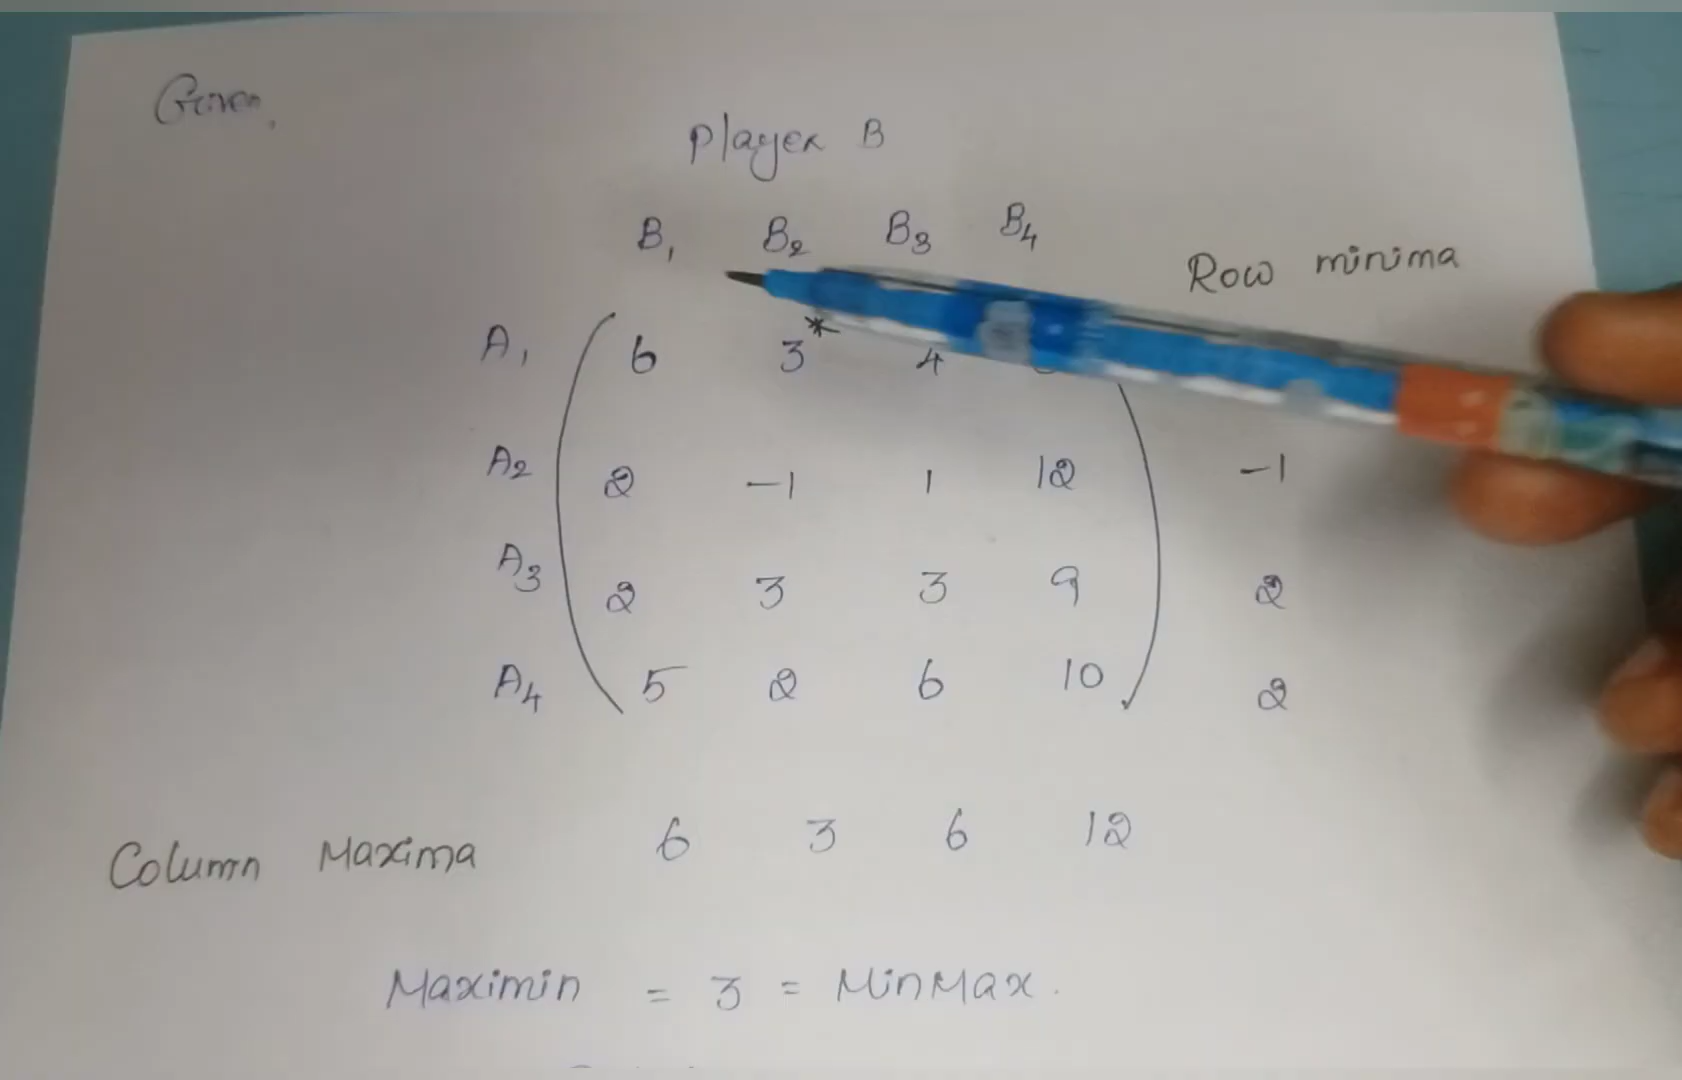 Given,
Player B
B1 B2 B3 B4
Row minima
A1 6 3* 4
A2 2 -1 1 12 -1
A3 2 3 3 9 2
A4 5 2 6 10 2
Column Maxima 6 3 6 12
Maximin = 3 = MinMax.